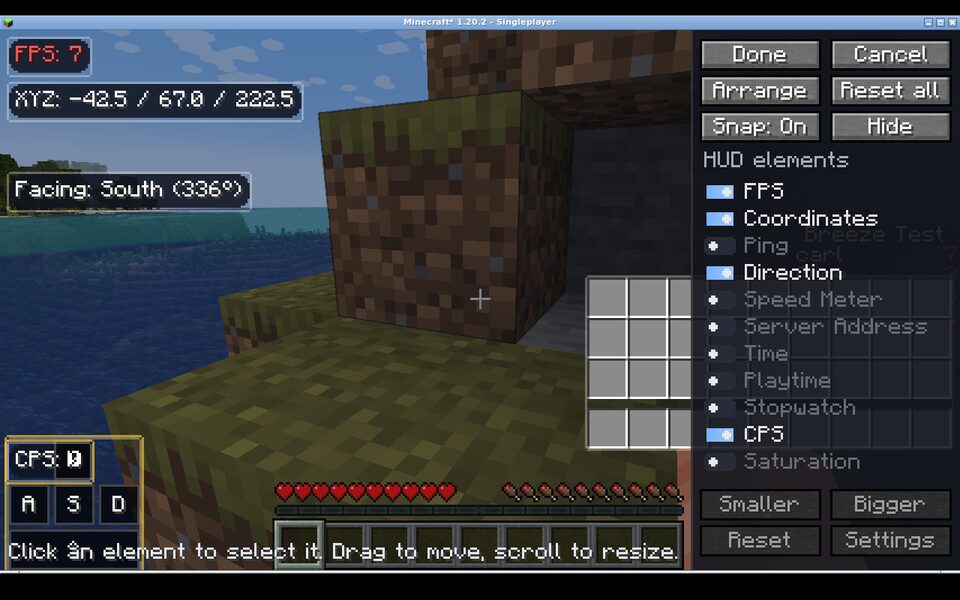 Minecraft* 1.20.2 - Singleplayer
FPS: 7
XYZ: -42.5 / 67.0 / 222.5
Facing: South (336°)
Done
Cancel
Arrange
Reset all
Snap: On
Hide
HUD elements
FPS
Coordinates
Breeze Test
Ping
carl
Direction
Speed Meter
Server Address
Time
Playtime
Stopwatch
CPS
Saturation
Smaller
Bigger
Reset
Settings
CPS:
A
S
D
Click an element to select it. Drag to move, scroll to resize.